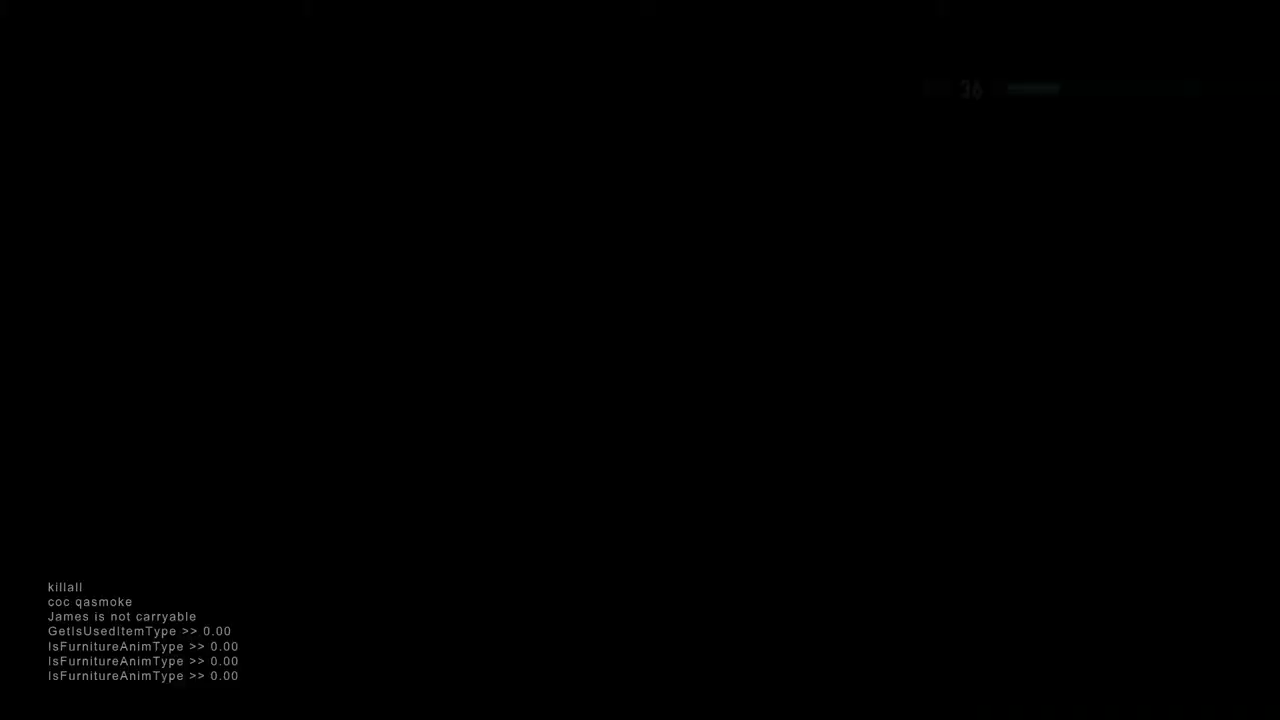 36
killall
coc qasmoke
James is not carryable
GetIsUsedItemType >> 0.00
IsFurnitureAnimType >> 0.00
IsFurnitureAnimType >> 0.00
IsFurnitureAnimType >> 0.00